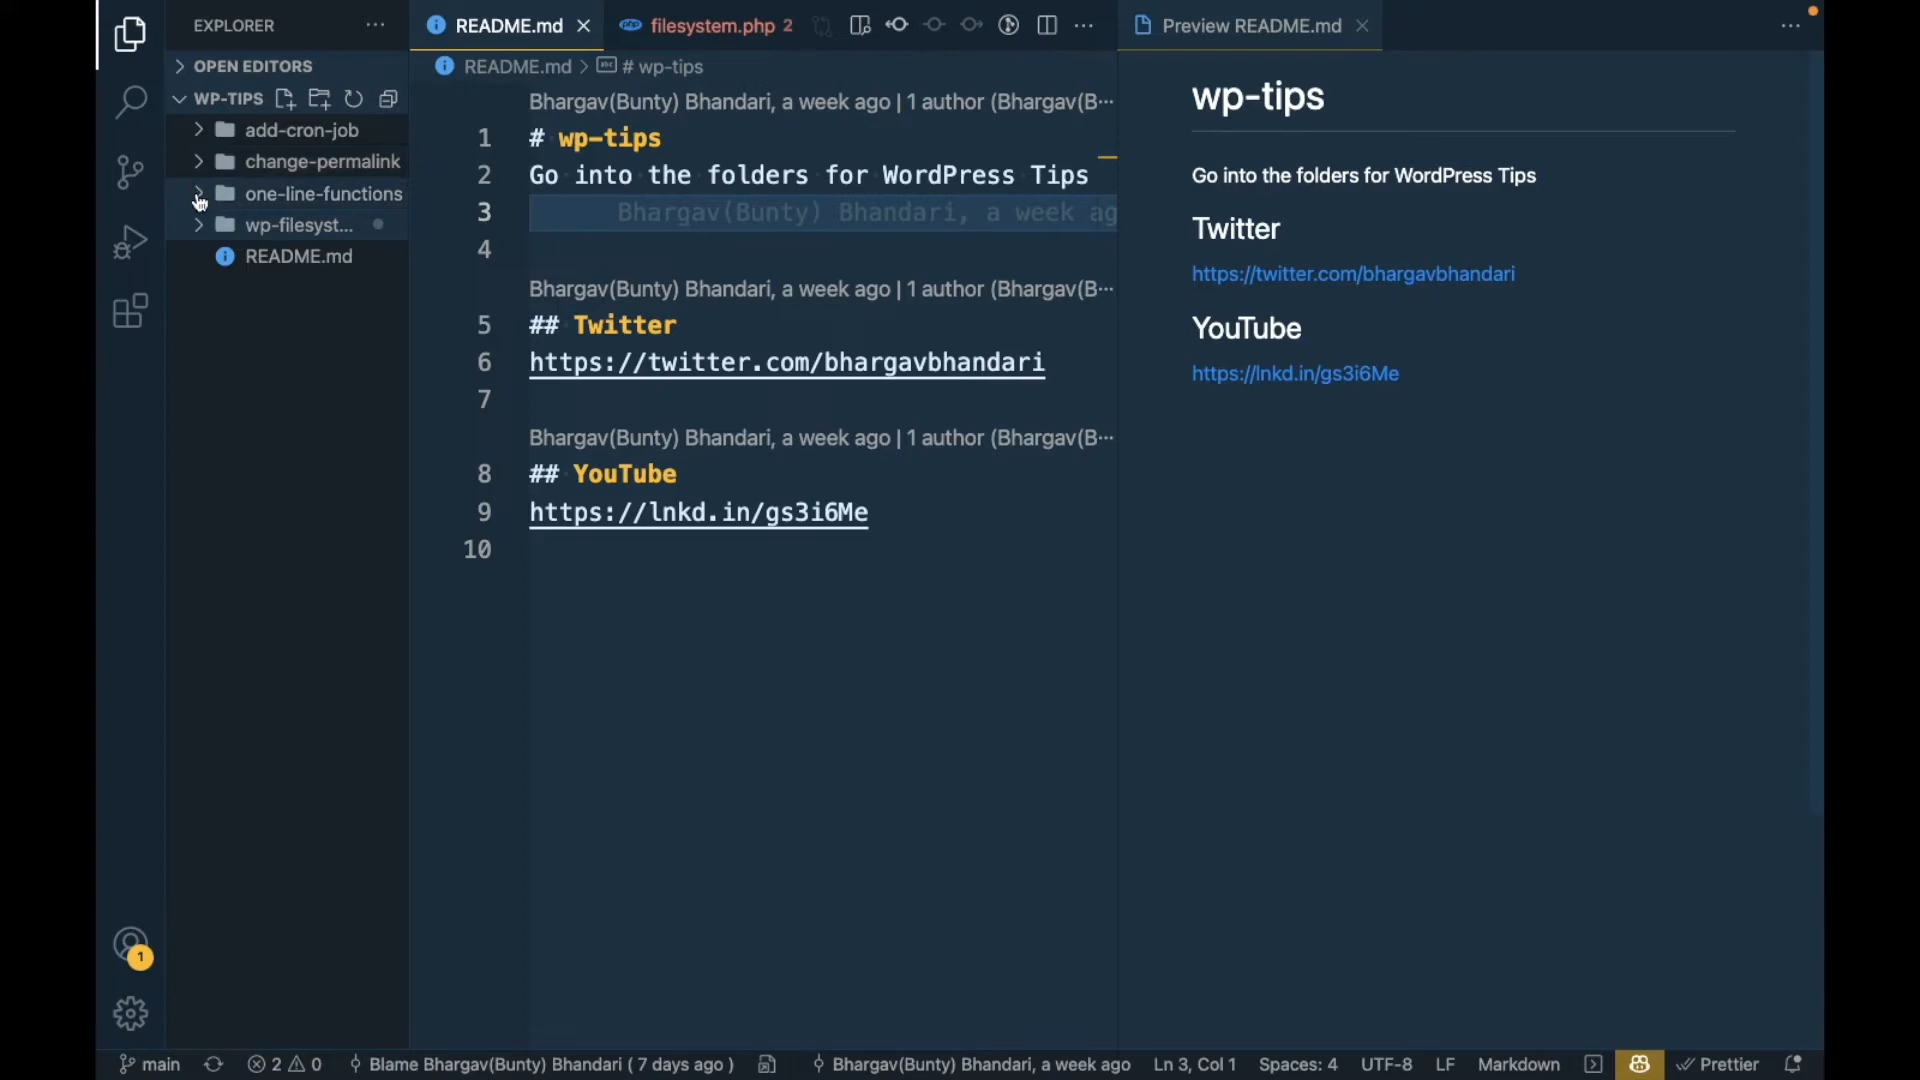 EXPLORER
OPEN EDITORS
WP-TIPS
add-cron-job
change-permalink
one-line-functions
wp-filesyst...
README.md
README.md
php filesystem.php 2
README.md > # wp-tips
Bhargav(Bunty) Bhandari, a week ago | 1 author (Bhargav(B···
1 # wp-tips
2 Go into the folders for WordPress Tips
3 Bhargav(Bunty) Bhandari, a week ag
4
Bhargav(Bunty) Bhandari, a week ago | 1 author (Bhargav(B···
5 ## Twitter
6 https://twitter.com/bhargavbhandari
7
Bhargav(Bunty) Bhandari, a week ago | 1 author (Bhargav(B···
8 ## YouTube
9 https://lnkd.in/gs3i6Me
10
Preview README.md
wp-tips
Go into the folders for WordPress Tips
Twitter
https://twitter.com/bhargavbhandari
YouTube
https://lnkd.in/gs3i6Me
1
main 2 0 Blame Bhargav(Bunty) Bhandari ( 7 days ago ) Bhargav(Bunty) Bhandari, a week ago Ln 3, Col 1 Spaces: 4 UTF-8 LF Markdown Prettier